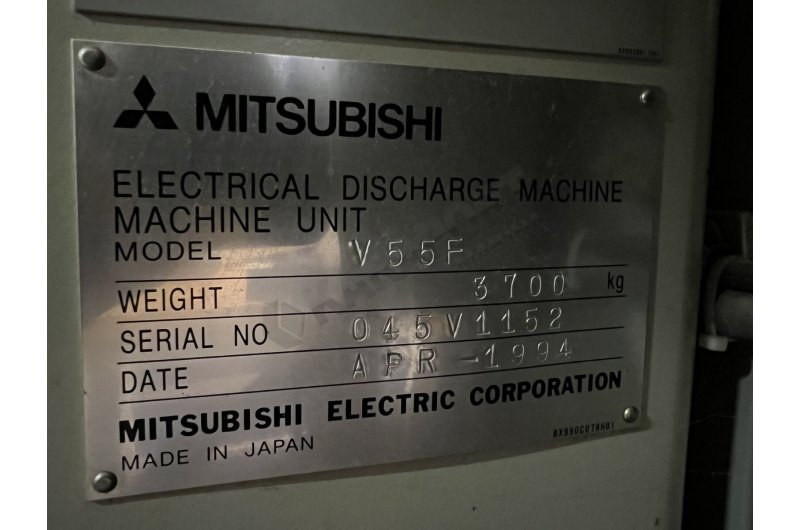 MITSUBISHI
ELECTRICAL DISCHARGE MACHINE
MACHINE UNIT
MODEL V55F
WEIGHT 3700 kg
SERIAL NO 045V1152
DATE APR-1994
MITSUBISHI ELECTRIC CORPORATION
MADE IN JAPAN
BX990C078H01